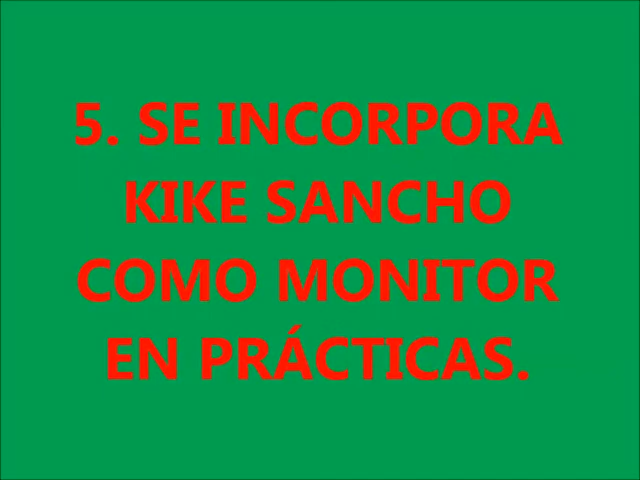 5. SE INCORPORA
KIKE SANCHO
COMO MONITOR
EN PRÁCTICAS.